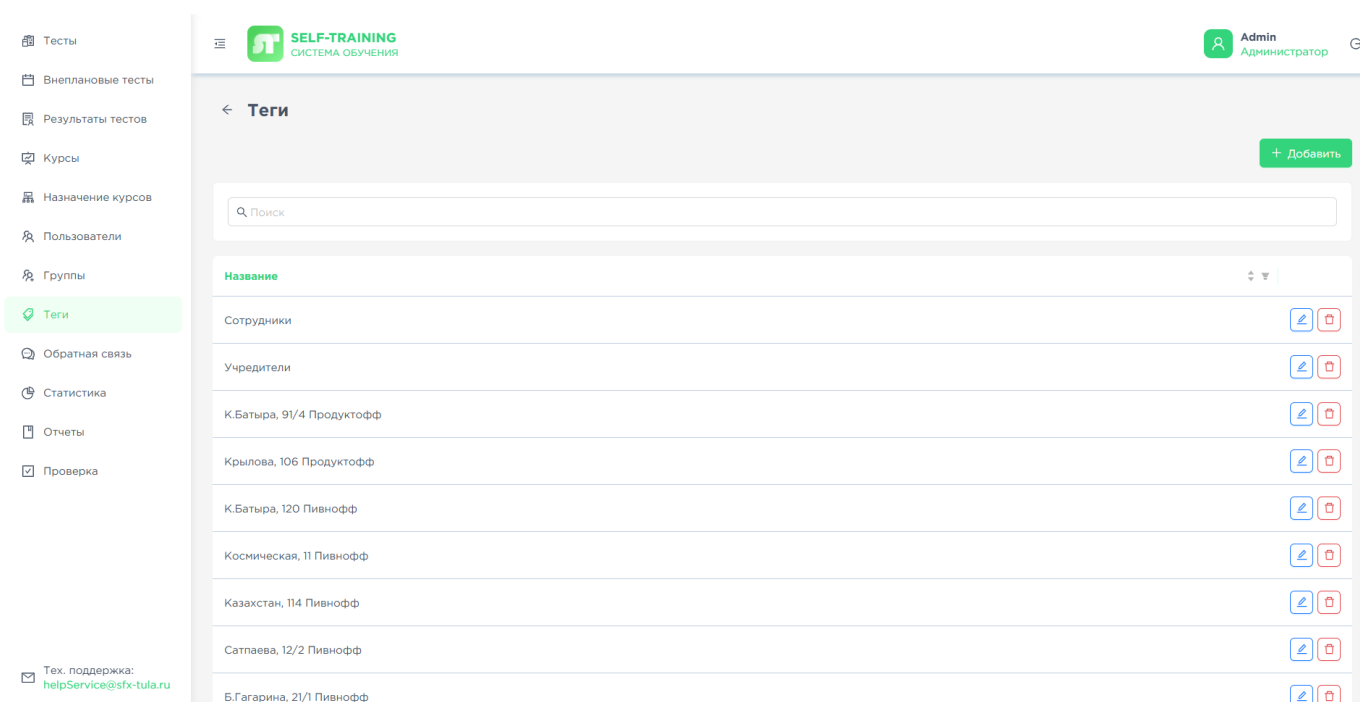 Тесты
Внеплановые тесты
Результаты тестов
Курсы
Назначение курсов
Пользователи
Группы
Теги
Обратная связь
Статистика
Отчеты
Проверка
Тех. поддержка:
helpService@sfx-tula.ru
ST
SELF-TRAINING
СИСТЕМА ОБУЧЕНИЯ
Admin
Администратор
Теги
+ Добавить
Поиск
Название
Сотрудники
Учредители
К.Батыра, 91/4 Продуктофф
Крылова, 106 Продуктофф
К.Батыра, 120 Пивнофф
Космическая, 11 Пивнофф
Казахстан, 114 Пивнофф
Сатпаева, 12/2 Пивнофф
Б.Гагарина, 21/1 Пивнофф